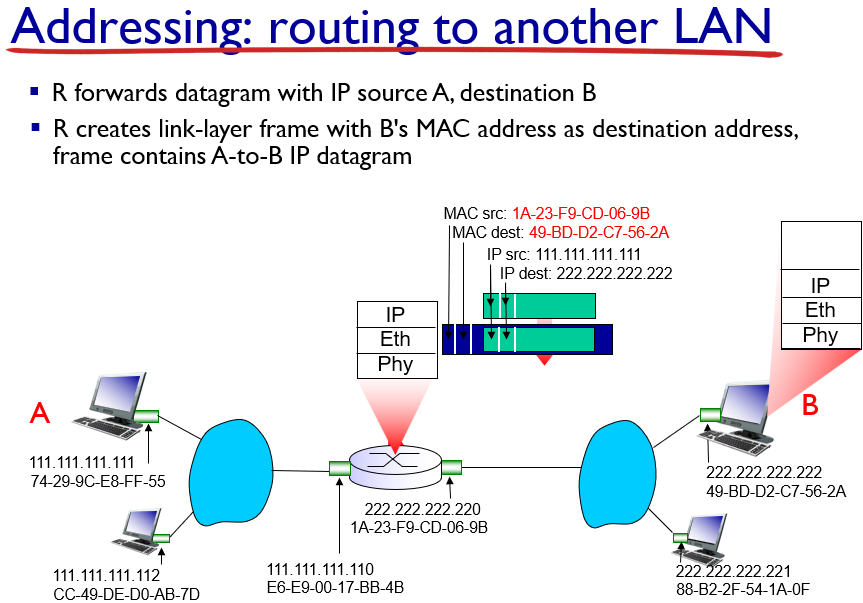 Addressing: routing to another LAN
R forwards datagram with IP source A, destination B
R creates link-layer frame with B's MAC address as destination address,
frame contains A-to-B IP datagram
MAC src: 1A-23-F9-CD-06-9B
MAC dest: 49-BD-D2-C7-56-2A
IP src: 111.111.111.111
IP dest: 222.222.222.222
IP
Eth
Phy
IP
Eth
Phy
A
B
111.111.111.111
74-29-9C-E8-FF-55
222.222.222.220
1A-23-F9-CD-06-9B
222.222.222.222
49-BD-D2-C7-56-2A
111.111.111.112
CC-49-DE-D0-AB-7D
111.111.111.110
E6-E9-00-17-BB-4B
222.222.222.221
88-B2-2F-54-1A-0F